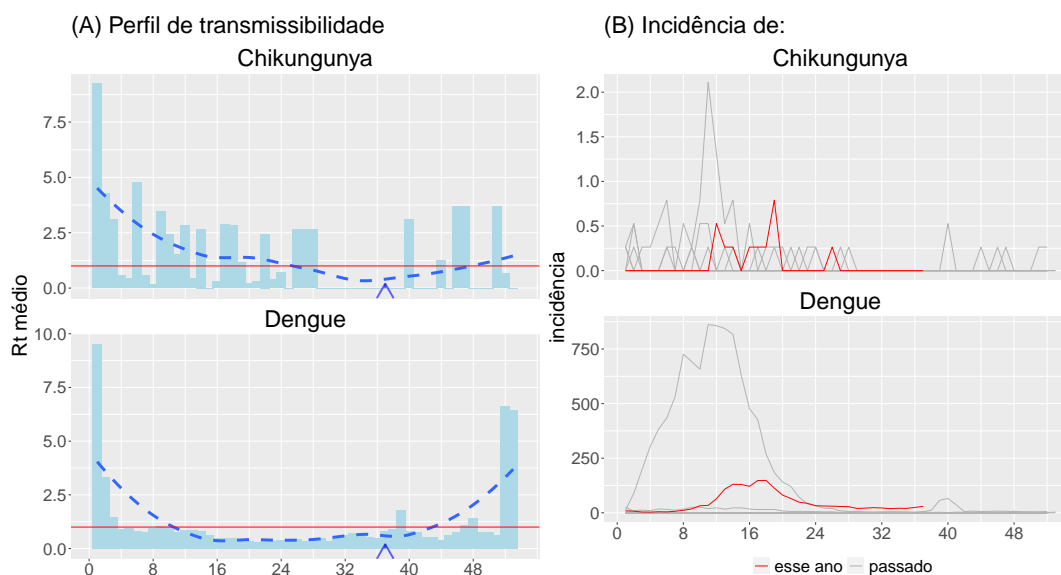 (A) Perfil de transmissibilidade
Chikungunya
7.5
5.0
2.5
0.0
Dengue
10.0
7.5
5.0
2.5
0.0
0 8 16 24 32 40 48
Rt médio
(B) Incidência de:
Chikungunya
2.0
1.5
1.0
0.5
0.0
Dengue
750
500
250
0
0 8 16 24 32 40 48
incidência
esse ano passado